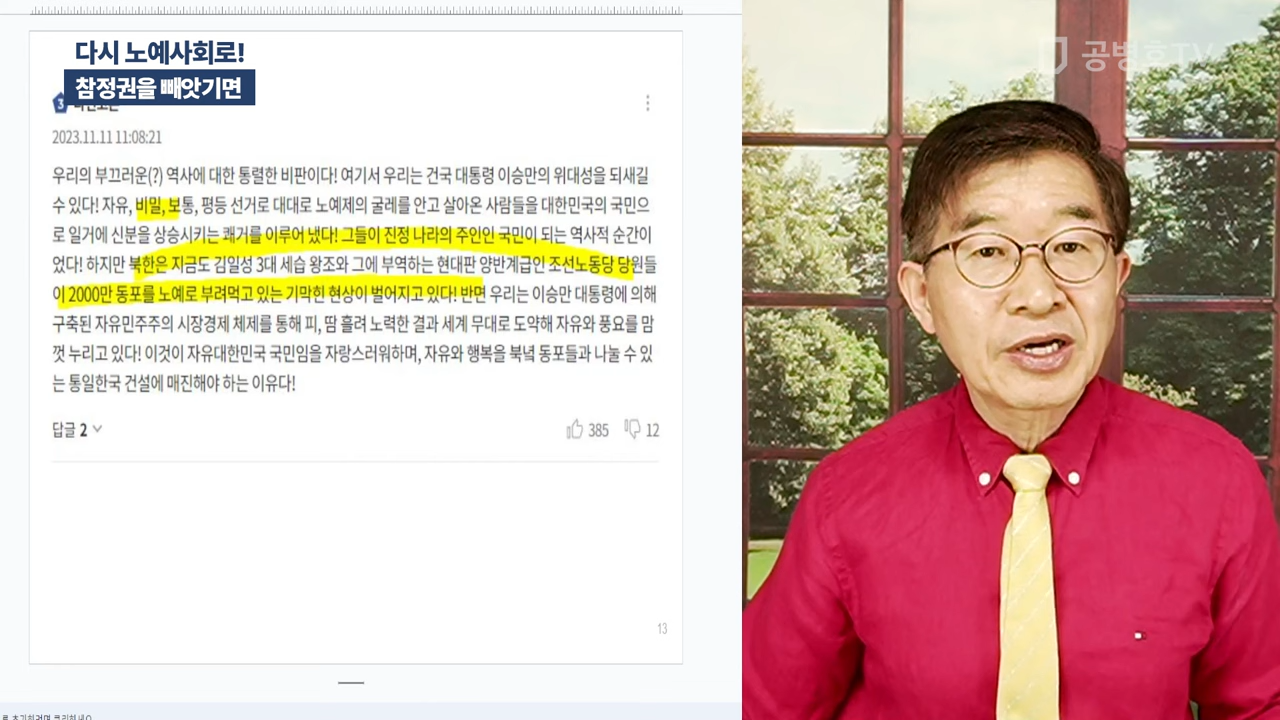 다시 노예사회로!
참정권을 빼앗기면
3
2023.11.11 11:08:21
우리의 부끄러운(?) 역사에 대한 통렬한 비판이다! 여기서 우리는 건국 대통령 이승만의 위대성을 되새길
수 있다! 자유, 비밀, 보통, 평등 선거로 대대로 노예제의 굴레를 안고 살아온 사람들을 대한민국의 국민으
로 일거에 신분을 상승시키는 쾌거를 이루어 냈다! 그들이 진정 나라의 주인인 국민이 되는 역사적 순간이
었다! 하지만 북한은 지금도 김일성 3대 세습 왕조와 그에 부역하는 현대판 양반계급인 조선노동당 당원들
이 2000만 동포를 노예로 부려먹고 있는 기막힌 현상이 벌어지고 있다! 반면 우리는 이승만 대통령에 의해
구축된 자유민주주의 시장경제 체제를 통해 피, 땀 흘려 노력한 결과 세계 무대로 도약해 자유와 풍요를 맘
껏 누리고 있다! 이것이 자유대한민국 국민임을 자랑스러워하며, 자유와 행복을 북녘 동포들과 나눌 수 있
는 통일한국 건설에 매진해야 하는 이유다!
답글 2
385
12
13
공병호TV